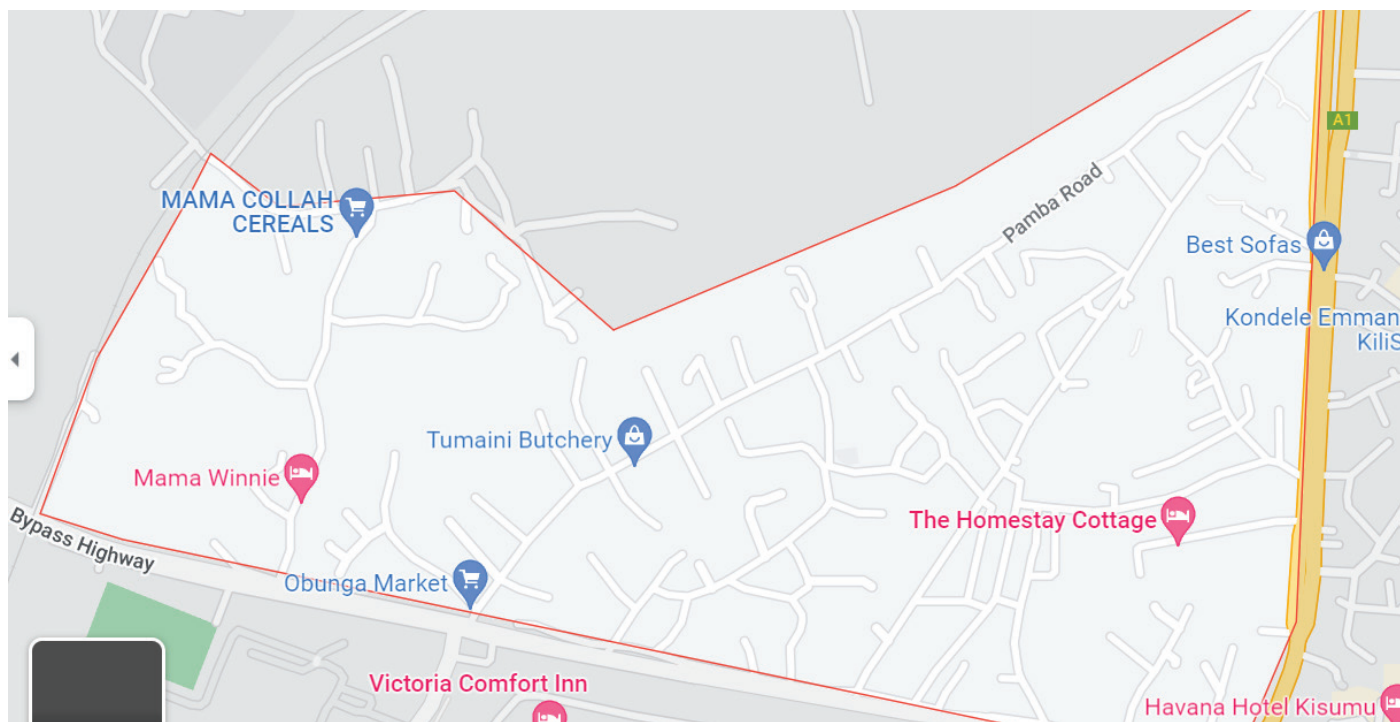 A1
MAMA COLLAH
CEREALS
Pamba Road
Best Sofas
Kondele Emman
KiliS
Tumaini Butchery
Mama Winnie
The Homestay Cottage
Bypass Highway
Obunga Market
Victoria Comfort Inn
Havana Hotel Kisumu